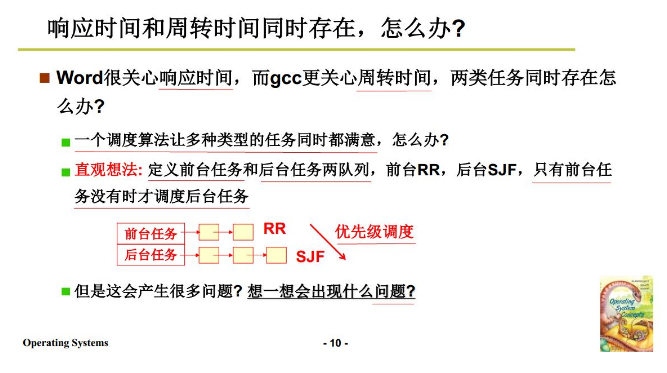 响应时间和周转时间同时存在，怎么办?
Word很关心响应时间，而gcc更关心周转时间，两类任务同时存在怎
么办?
一个调度算法让多种类型的任务同时都满意，怎么办?
直观想法: 定义前台任务和后台任务两队列，前台RR，后台SJF，只有前台任
务没有时才调度后台任务
前台任务
RR
优先级调度
后台任务
SJF
但是这会产生很多问题? 想一想会出现什么问题?
Operating
System
Concepts
Operating Systems
- 10 -